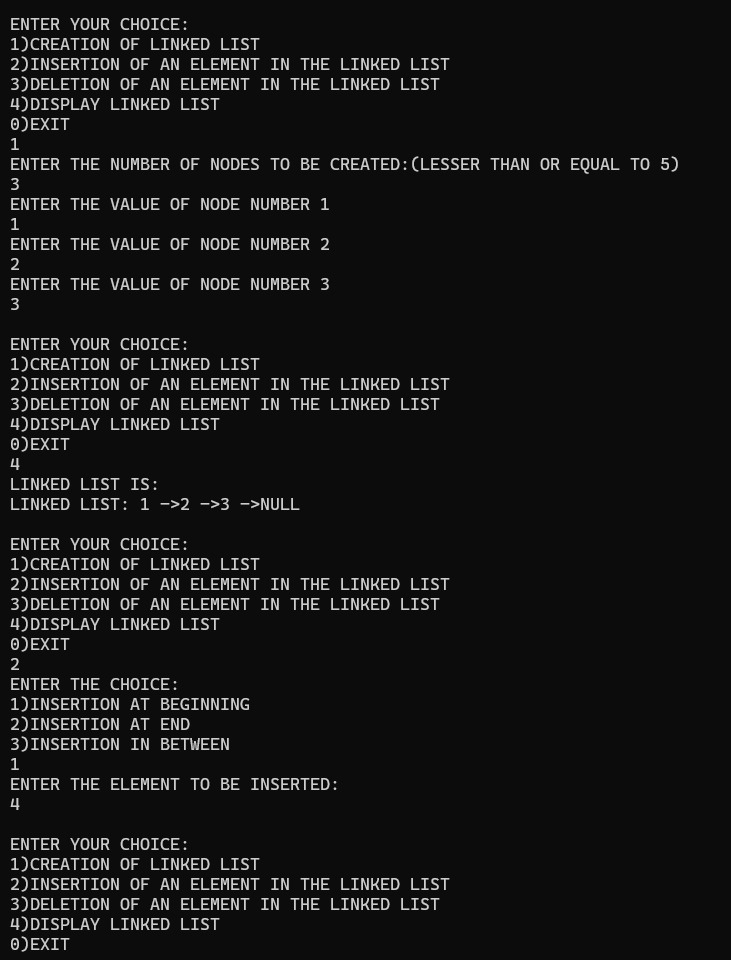 ENTER YOUR CHOICE:
1)CREATION OF LINKED LIST
2)INSERTION OF AN ELEMENT IN THE LINKED LIST
3)DELETION OF AN ELEMENT IN THE LINKED LIST
4)DISPLAY LINKED LIST
0)EXIT
1
ENTER THE NUMBER OF NODES TO BE CREATED:(LESSER THAN OR EQUAL TO 5)
3
ENTER THE VALUE OF NODE NUMBER 1
1
ENTER THE VALUE OF NODE NUMBER 2
2
ENTER THE VALUE OF NODE NUMBER 3
3

ENTER YOUR CHOICE:
1)CREATION OF LINKED LIST
2)INSERTION OF AN ELEMENT IN THE LINKED LIST
3)DELETION OF AN ELEMENT IN THE LINKED LIST
4)DISPLAY LINKED LIST
0)EXIT
4
LINKED LIST IS:
LINKED LIST: 1 ->2 ->3 ->NULL

ENTER YOUR CHOICE:
1)CREATION OF LINKED LIST
2)INSERTION OF AN ELEMENT IN THE LINKED LIST
3)DELETION OF AN ELEMENT IN THE LINKED LIST
4)DISPLAY LINKED LIST
0)EXIT
2
ENTER THE CHOICE:
1)INSERTION AT BEGINNING
2)INSERTION AT END
3)INSERTION IN BETWEEN
1
ENTER THE ELEMENT TO BE INSERTED:
4

ENTER YOUR CHOICE:
1)CREATION OF LINKED LIST
2)INSERTION OF AN ELEMENT IN THE LINKED LIST
3)DELETION OF AN ELEMENT IN THE LINKED LIST
4)DISPLAY LINKED LIST
0)EXIT